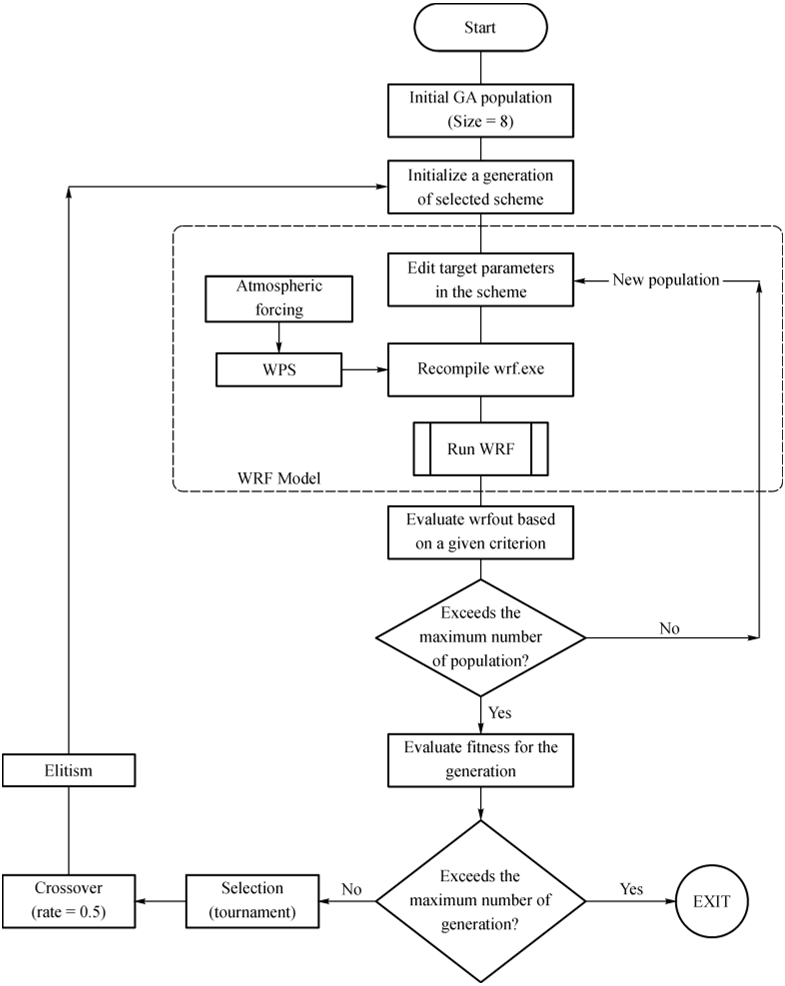 Start
Initial GA population
(Size = 8)
Initialize a generation
of selected scheme
Edit target parameters
in the scheme
New population
Atmospheric
forcing
WPS
Recompile wrf.exe
Run WRF
WRF Model
Evaluate wrfout based
on a given criterion
Exceeds the
maximum number
of population?
No
Yes
Evaluate fitness for the
generation
Elitism
Exceeds the
maximum number of
generation?
No
Yes
Selection
(tournament)
Crossover
(rate = 0.5)
EXIT